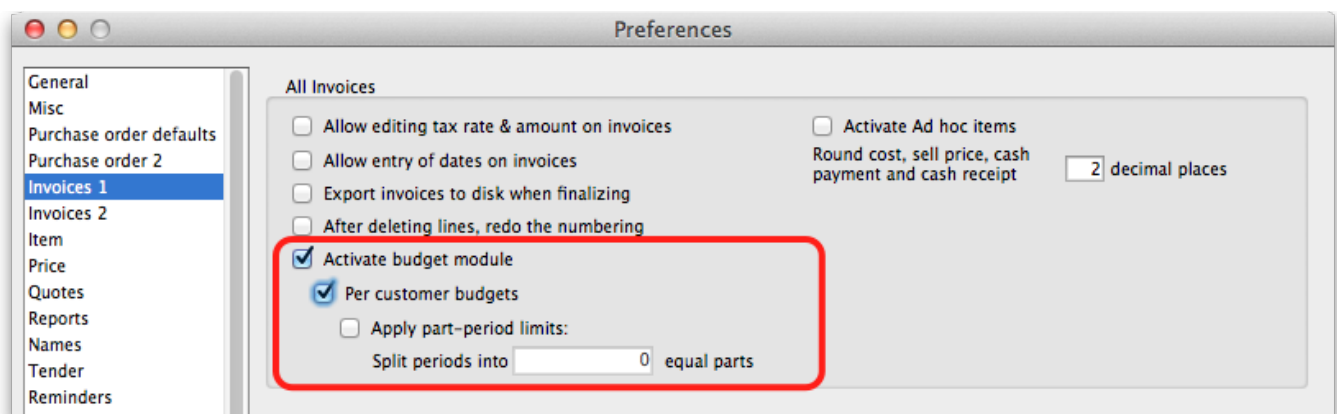 Preferences
General
Misc
Purchase order defaults
Purchase order 2
Invoices 1
Invoices 2
Item
Price
Quotes
Reports
Names
Tender
Reminders
All Invoices
Allow editing tax rate & amount on invoices
Allow entry of dates on invoices
Export invoices to disk when finalizing
After deleting lines, redo the numbering
Activate budget module
Per customer budgets
Apply part-period limits:
Split periods into 0 equal parts
Activate Ad hoc items
Round cost, sell price, cash
payment and cash receipt
2 decimal places